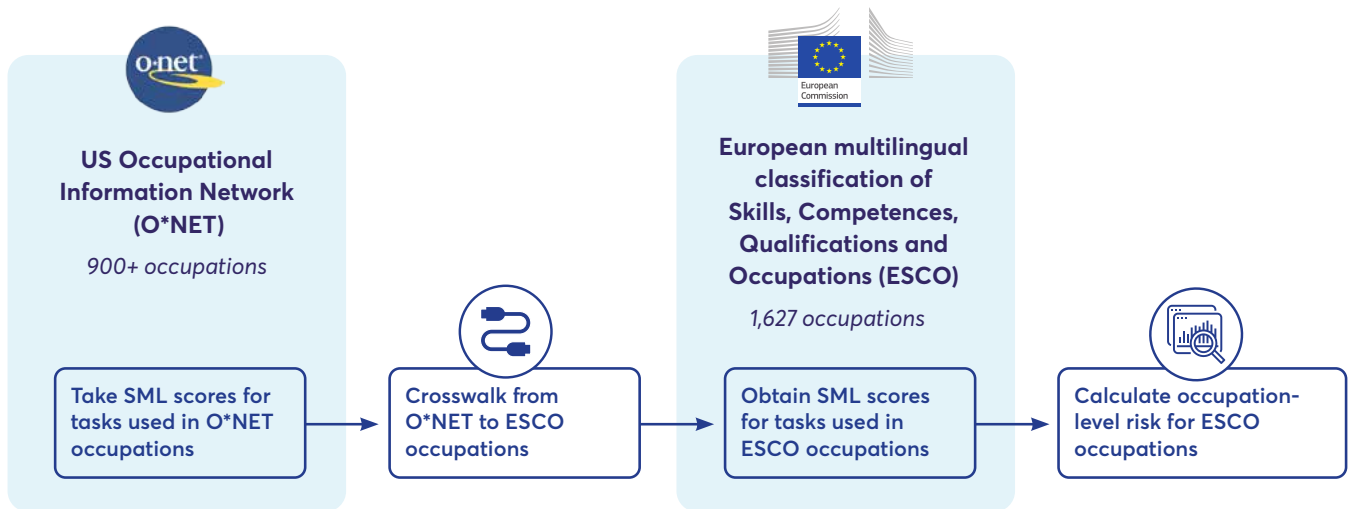 o·net
US Occupational
Information Network
(O*NET)
900+ occupations
Take SML scores for
tasks used in O*NET
occupations
Crosswalk from
O*NET to ESCO
occupations
European
Commission
European multilingual
classification of
Skills, Competences,
Qualifications and
Occupations (ESCO)
1,627 occupations
Obtain SML scores
for tasks used in
ESCO occupations
Calculate occupation-
level risk for ESCO
occupations